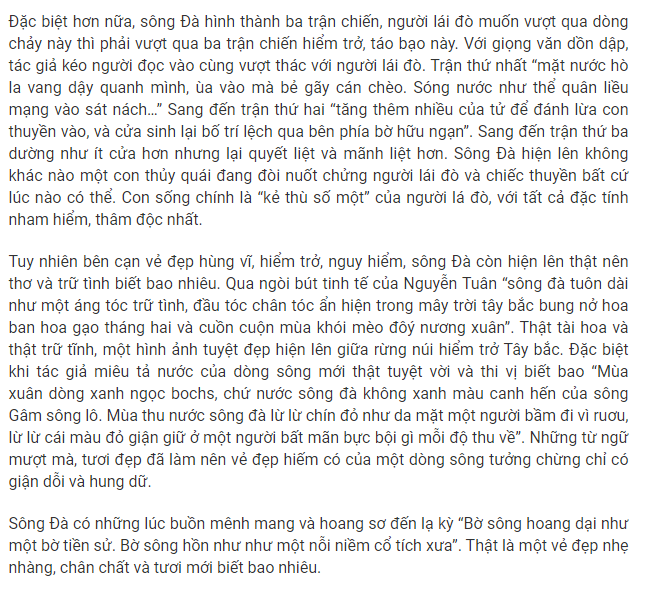 Đặc biệt hơn nữa, sông Đà hình thành ba trận chiến, người lái đò muốn vượt qua dòng
chảy này thì phải vượt qua ba trận chiến hiểm trở, táo bạo này. Với giọng văn dồn dập,
tác giả kéo người đọc vào cùng vượt thác với người lái đò. Trận thứ nhất “mặt nước hò
la vang dậy quanh mình, ùa vào mà bẻ gãy cán chèo. Sóng nước như thể quân liều
mạng vào sát nách…” Sang đến trận thứ hai “tăng thêm nhiều của tử để đánh lừa con
thuyền vào, và cửa sinh lại bố trí lệch qua bên phía bờ hữu ngạn”. Sang đến trận thứ ba
dường như ít cửa hơn nhưng lại quyết liệt và mãnh liệt hơn. Sông Đà hiện lên không
khác nào một con thủy quái đang đòi nuốt chửng người lái đò và chiếc thuyền bất cứ
lúc nào có thể. Con sống chính là “kẻ thù số một” của người lá đò, với tất cả đặc tính
nham hiểm, thâm độc nhất.
Tuy nhiên bên cạn vẻ đẹp hùng vĩ, hiểm trở, nguy hiểm, sông Đà còn hiện lên thật nên
thơ và trữ tình biết bao nhiêu. Qua ngòi bút tinh tế của Nguyễn Tuân “sông đà tuôn dài
như một áng tóc trữ tình, đầu tóc chân tóc ẩn hiện trong mây trời tây bắc bung nở hoa
ban hoa gạo tháng hai và cuồn cuộn mùa khói mèo đôý nương xuân”. Thật tài hoa và
thật trữ tĩnh, một hình ảnh tuyệt đẹp hiện lên giữa rừng núi hiểm trở Tây bắc. Đặc biệt
khi tác giả miêu tả nước của dòng sông mới thật tuyệt vời và thi vị biết bao “Mùa
xuân dòng xanh ngọc bochs, chứ nước sông đà không xanh màu canh hến của sông
Gâm sông lô. Mùa thu nước sông đà lừ lừ chín đỏ như da mặt một người bầm đi vì ruơu,
lừ lừ cái màu đỏ giận giữ ở một người bất mãn bực bội gì mỗi độ thu về”. Những từ ngữ
mượt mà, tươi đẹp đã làm nên vẻ đẹp hiếm có của một dòng sông tưởng chừng chỉ có
giận dỗi và hung dữ.
Sông Đà có những lúc buồn mênh mang và hoang sơ đến lạ kỳ “Bờ sông hoang dại như
một bờ tiền sử. Bờ sông hồn như như một nỗi niềm cổ tích xưa”. Thật là một vẻ đẹp nhẹ
nhàng, chân chất và tươi mới biết bao nhiêu.